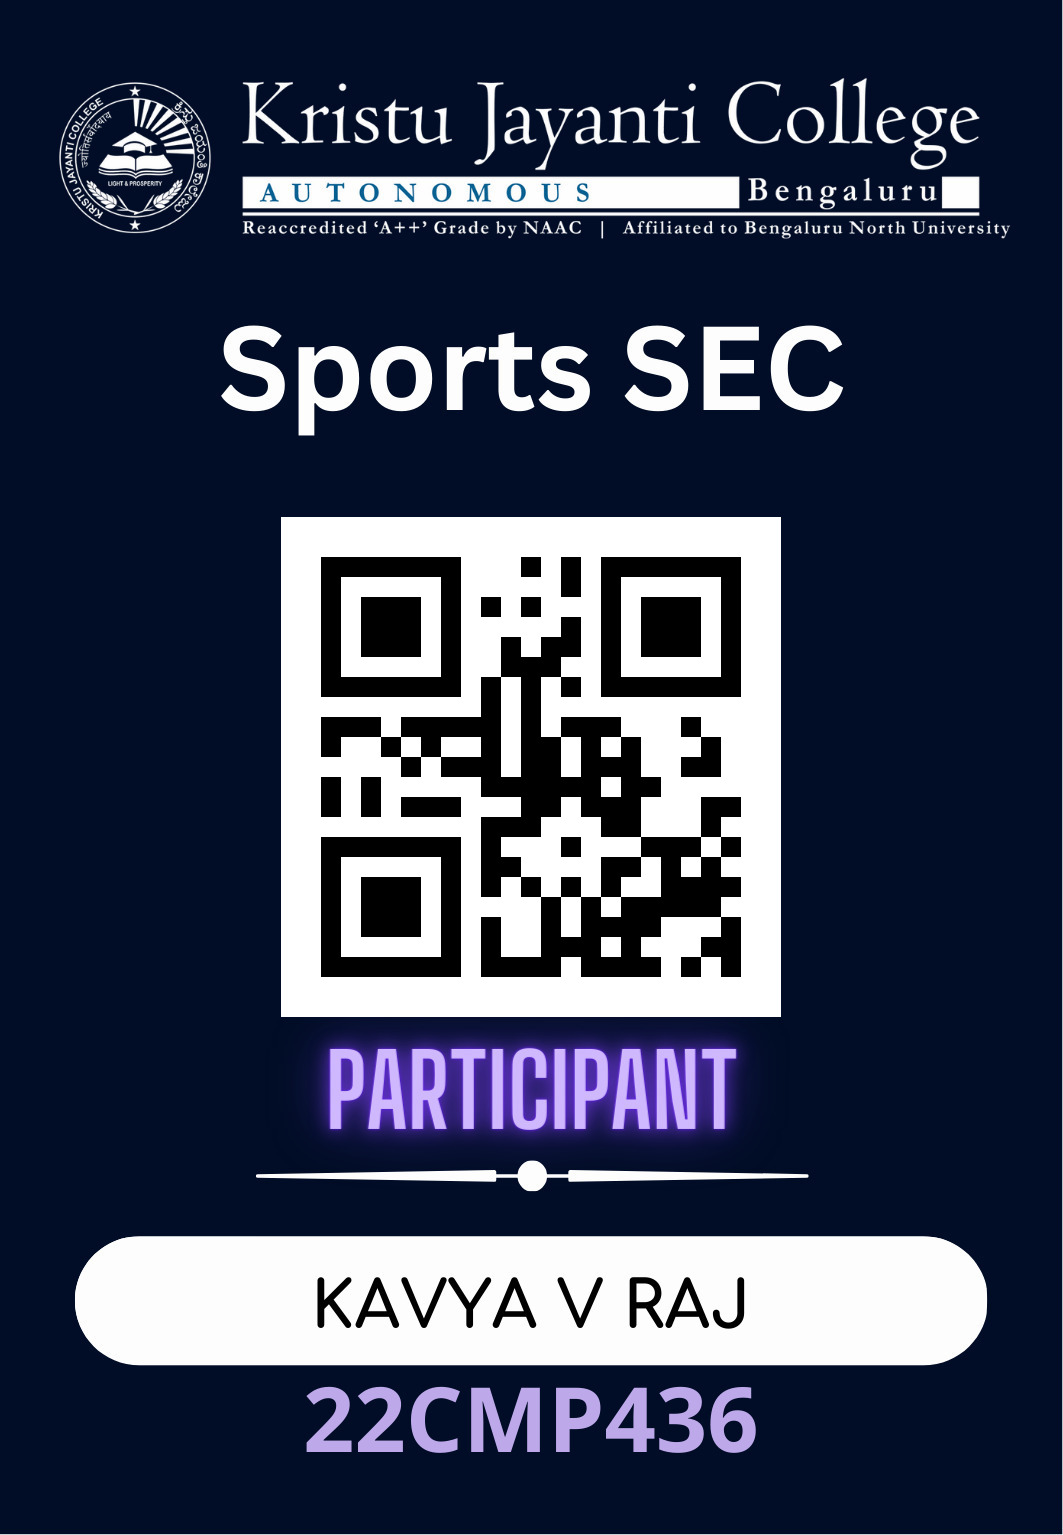 KRISTU JAYANTI COLLEGE
ಕ್ರಿಸ್ತು ಜಯಂತಿ ಕಾಲೇಜು
LIGHT & PROSPERITY
Kristu Jayanti College
AUTONOMOUS Bengaluru
Reaccredited ‘A++’ Grade by NAAC | Affiliated to Bengaluru North University
Sports SEC
PARTICIPANT
KAVYA V RAJ
22CMP436